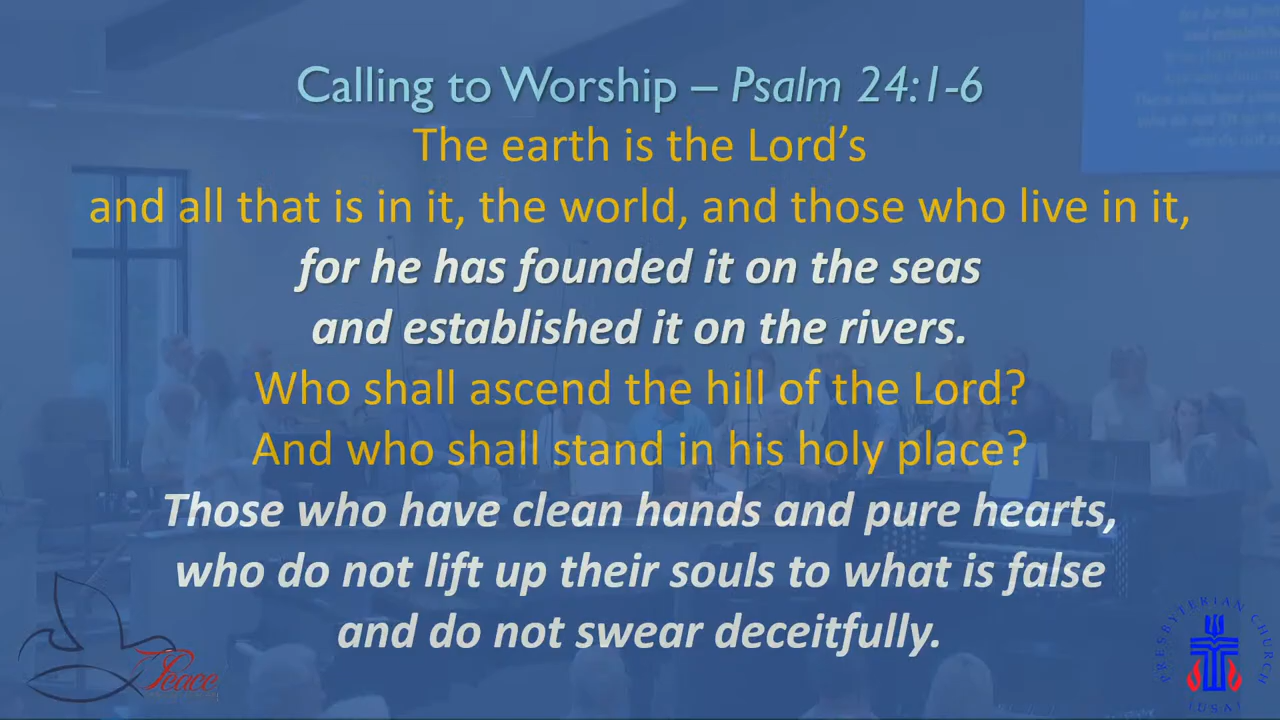 Calling to Worship – Psalm 24:1-6
The earth is the Lord’s
and all that is in it, the world, and those who live in it,
for he has founded it on the seas
and established it on the rivers.
Who shall ascend the hill of the Lord?
And who shall stand in his holy place?
Those who have clean hands and pure hearts,
who do not lift up their souls to what is false
and do not swear deceitfully.
Peace
PRESBYTERIAN CHURCH
(USA)